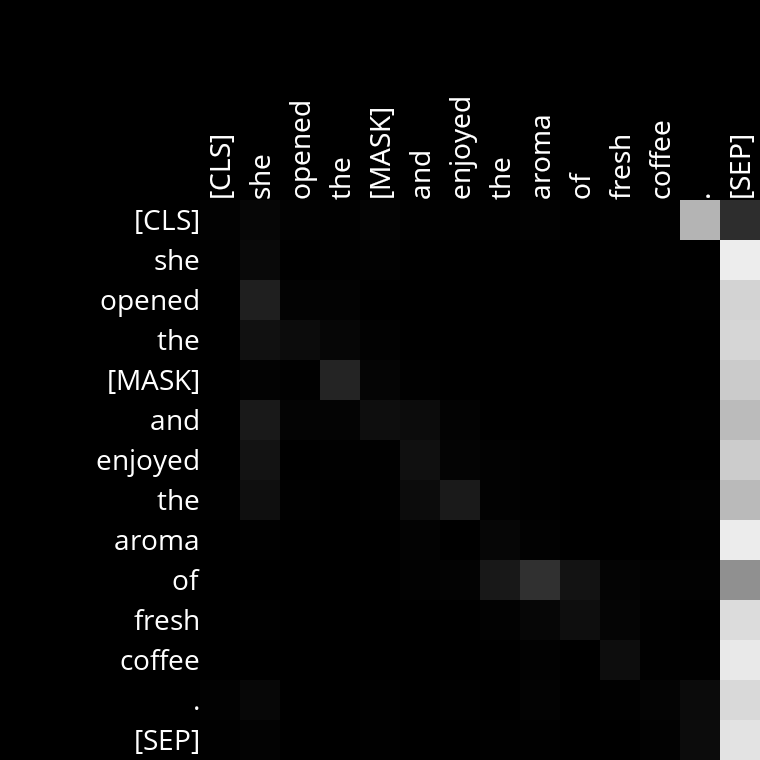 [CLS] she opened the [MASK] and enjoyed the aroma of fresh coffee . [SEP]
[CLS]
she
opened
the
[MASK]
and
enjoyed
the
aroma
of
fresh
coffee
.
[SEP]